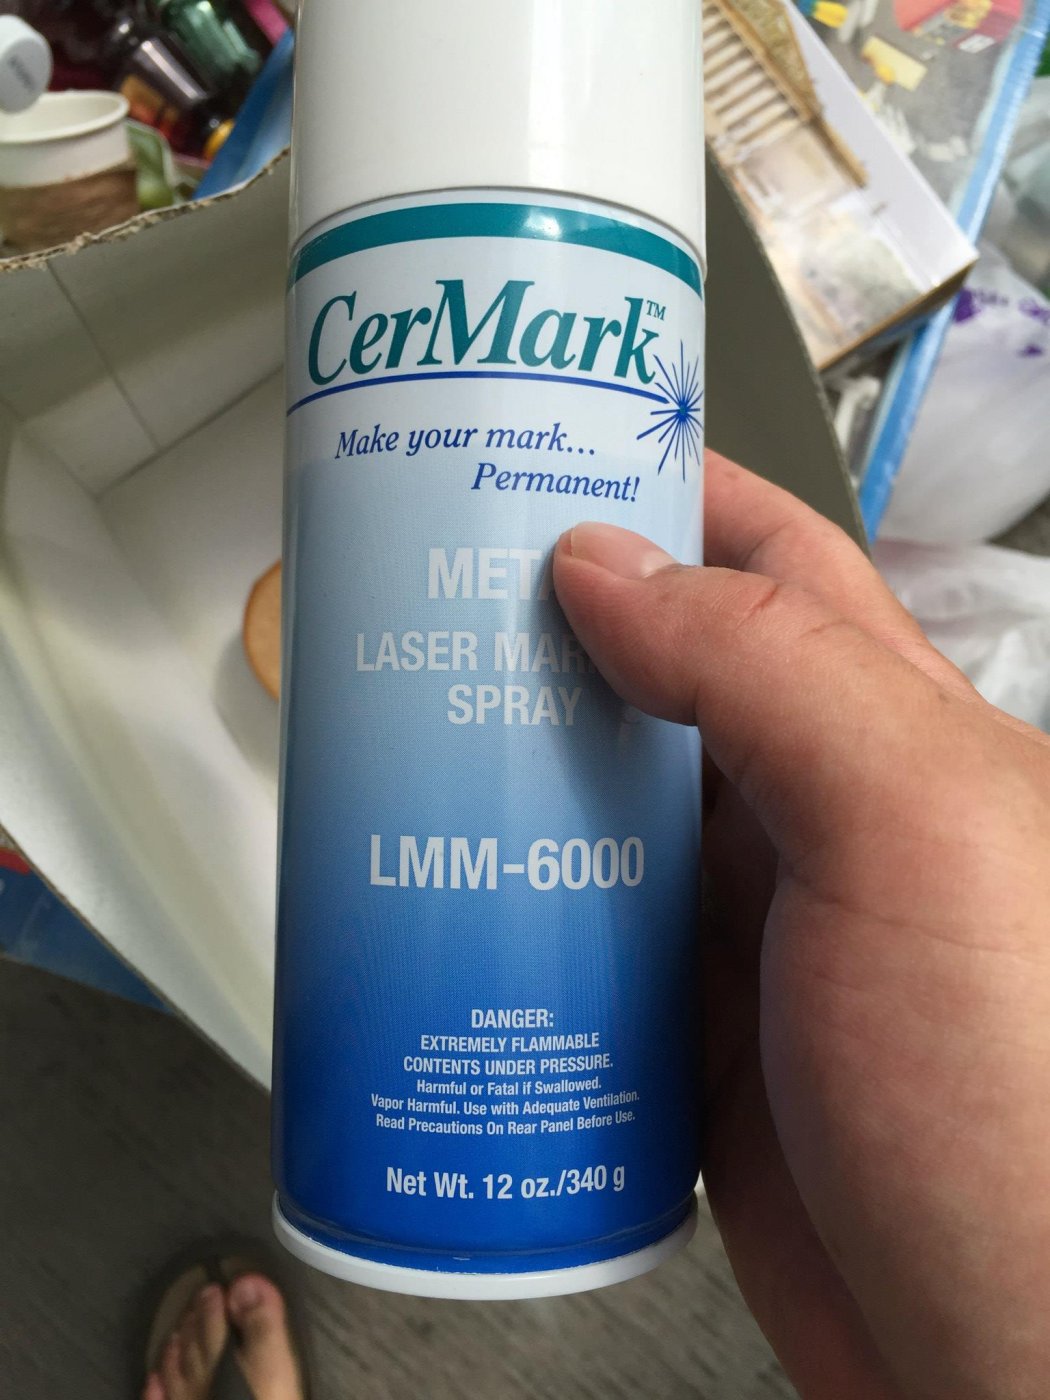 CerMark™
Make your mark...
Permanent!
LASER
SPRAY
LMM-6000
DANGER:
EXTREMELY FLAMMABLE
CONTENTS UNDER PRESSURE.
Harmful or Fatal if Swallowed.
Vapor Harmful. Use with Adequate Ventilation.
Read Precautions On Rear Panel Before Use.
Net Wt. 12 oz./340 g